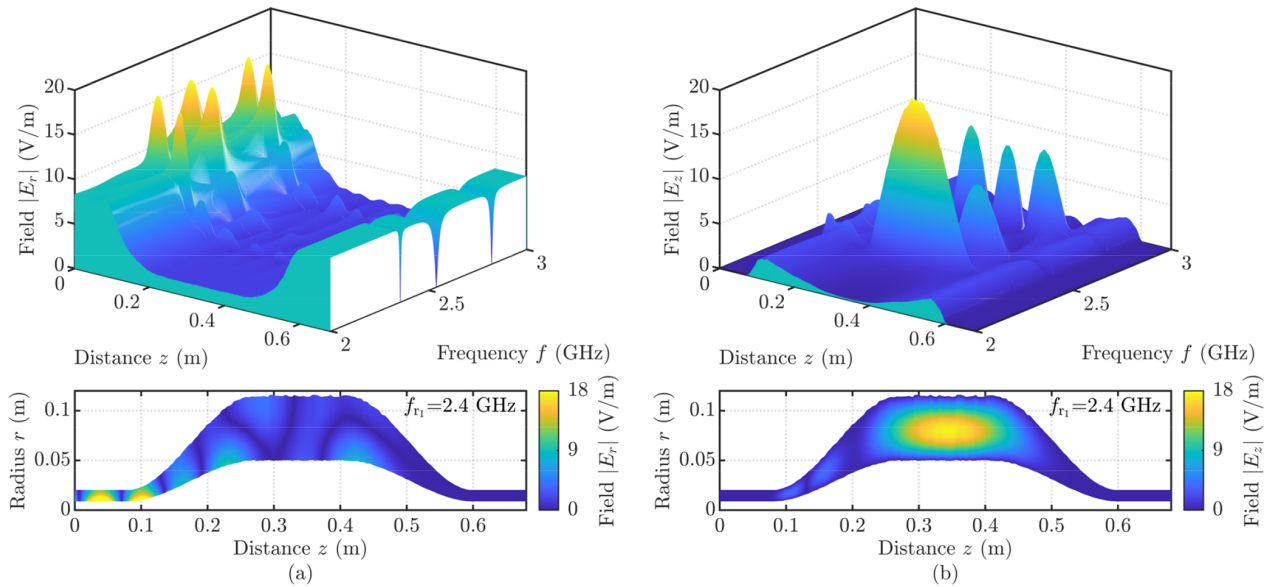 20
15
10
5
0
Field |E_r| (V/m)
0
0.2
0.4
0.6
Distance z (m)
2
2.5
3
Frequency f (GHz)
0.1
0.05
0
Radius r (m)
f_{r_1}=2.4 GHz
18
9
0
Field |E_r| (V/m)
0 0.1 0.2 0.3 0.4 0.5 0.6
Distance z (m)
(a)
20
15
10
5
0
Field |E_z| (V/m)
0
0.2
0.4
0.6
Distance z (m)
2
2.5
3
Frequency f (GHz)
0.1
0.05
0
Radius r (m)
f_{r_1}=2.4 GHz
18
9
0
Field |E_z| (V/m)
0 0.1 0.2 0.3 0.4 0.5 0.6
Distance z (m)
(b)